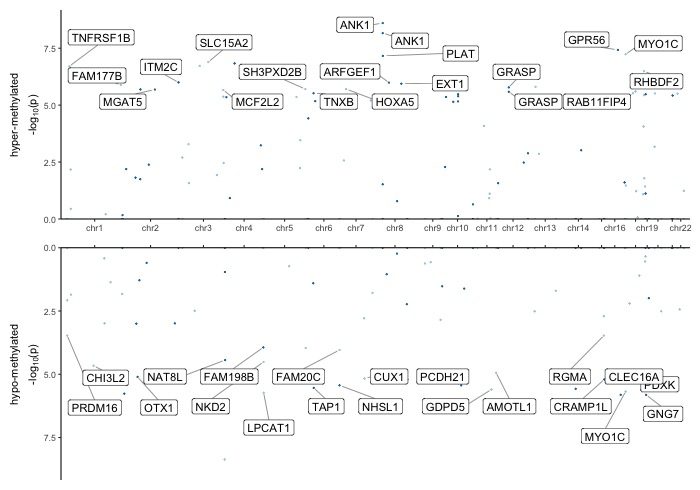 hyper-methylated
-log10(p)
7.5
5.0
2.5
0.0
ANK1
ANK1
PLAT
TNFRSF1B
SLC15A2
GPR56
MYO1C
FAM177B
ITM2C
SH3PXD2B
ARFGEF1
EXT1
GRASP
RHBDF2
MGAT5
MCF2L2
TNXB
HOXA5
GRASP
RAB11FIP4
chr1
chr2
chr3
chr4
chr5
chr6
chr7
chr8
chr9
chr10
chr11
chr12
chr13
chr14
chr16
chr19
chr22
hypo-methylated
-log10(p)
0.0
2.5
5.0
7.5
CHI3L2
NAT8L
FAM198B
FAM20C
CUX1
PCDH21
RGMA
CLEC16A
PDXK
PRDM16
OTX1
NKD2
TAP1
NHSL1
GDPD5
AMOTL1
CRAMP1L
GNG7
LPCAT1
MYO1C